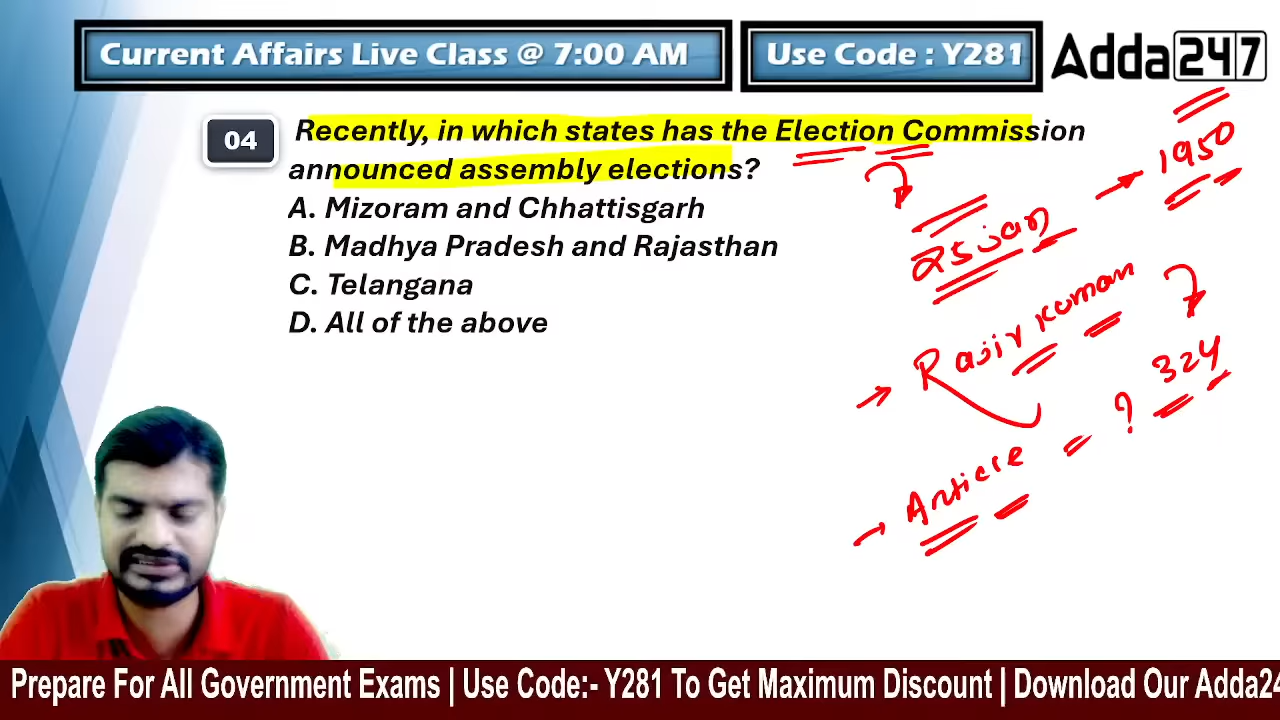 Current Affairs Live Class @ 7:00 AM
Use Code : Y281
Adda247
04
Recently, in which states has the Election Commission
announced assembly elections?
A. Mizoram and Chhattisgarh
B. Madhya Pradesh and Rajasthan
C. Telangana
D. All of the above
25 Jan → 1950
→ Rajiv Kumar
→ Article = ? 324
Prepare For All Government Exams | Use Code:- Y281 To Get Maximum Discount | Download Our Adda24